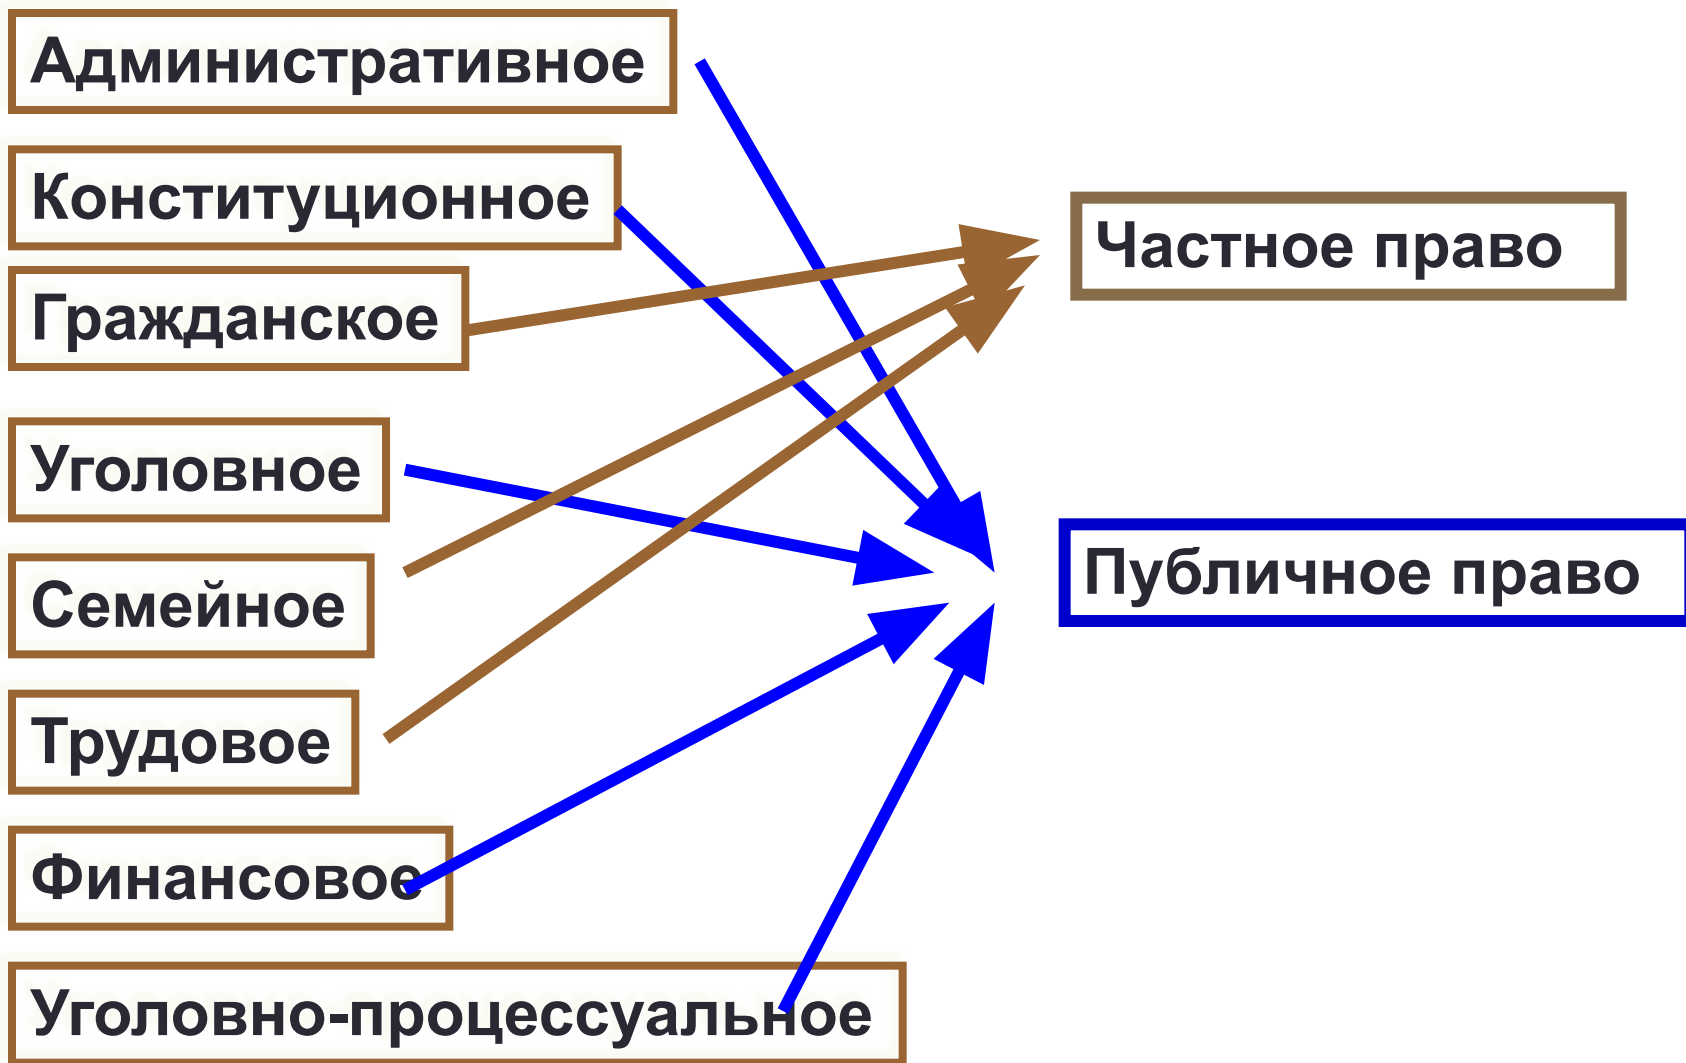 Административное
Конституционное
Гражданское
Уголовное
Семейное
Трудовое
Финансовое
Уголовно-процессуальное
Частное право
Публичное право